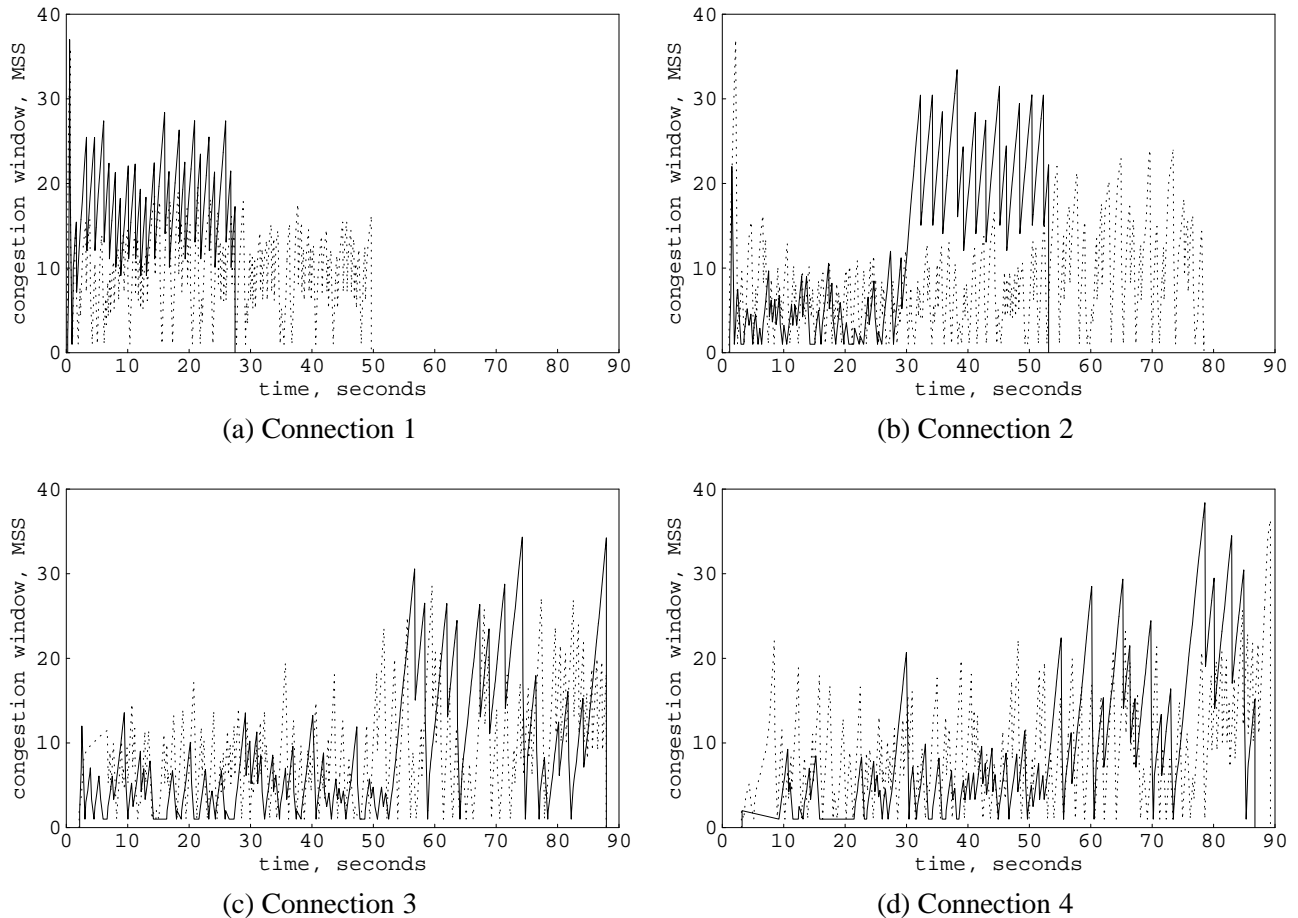 40
30
20
10
0
congestion window, MSS
0 10 20 30 40 50 60 70 80 90
time, seconds
(a) Connection 1
40
30
20
10
0
congestion window, MSS
0 10 20 30 40 50 60 70 80 90
time, seconds
(b) Connection 2
40
30
20
10
0
congestion window, MSS
0 10 20 30 40 50 60 70 80 90
time, seconds
(c) Connection 3
40
30
20
10
0
congestion window, MSS
0 10 20 30 40 50 60 70 80 90
time, seconds
(d) Connection 4